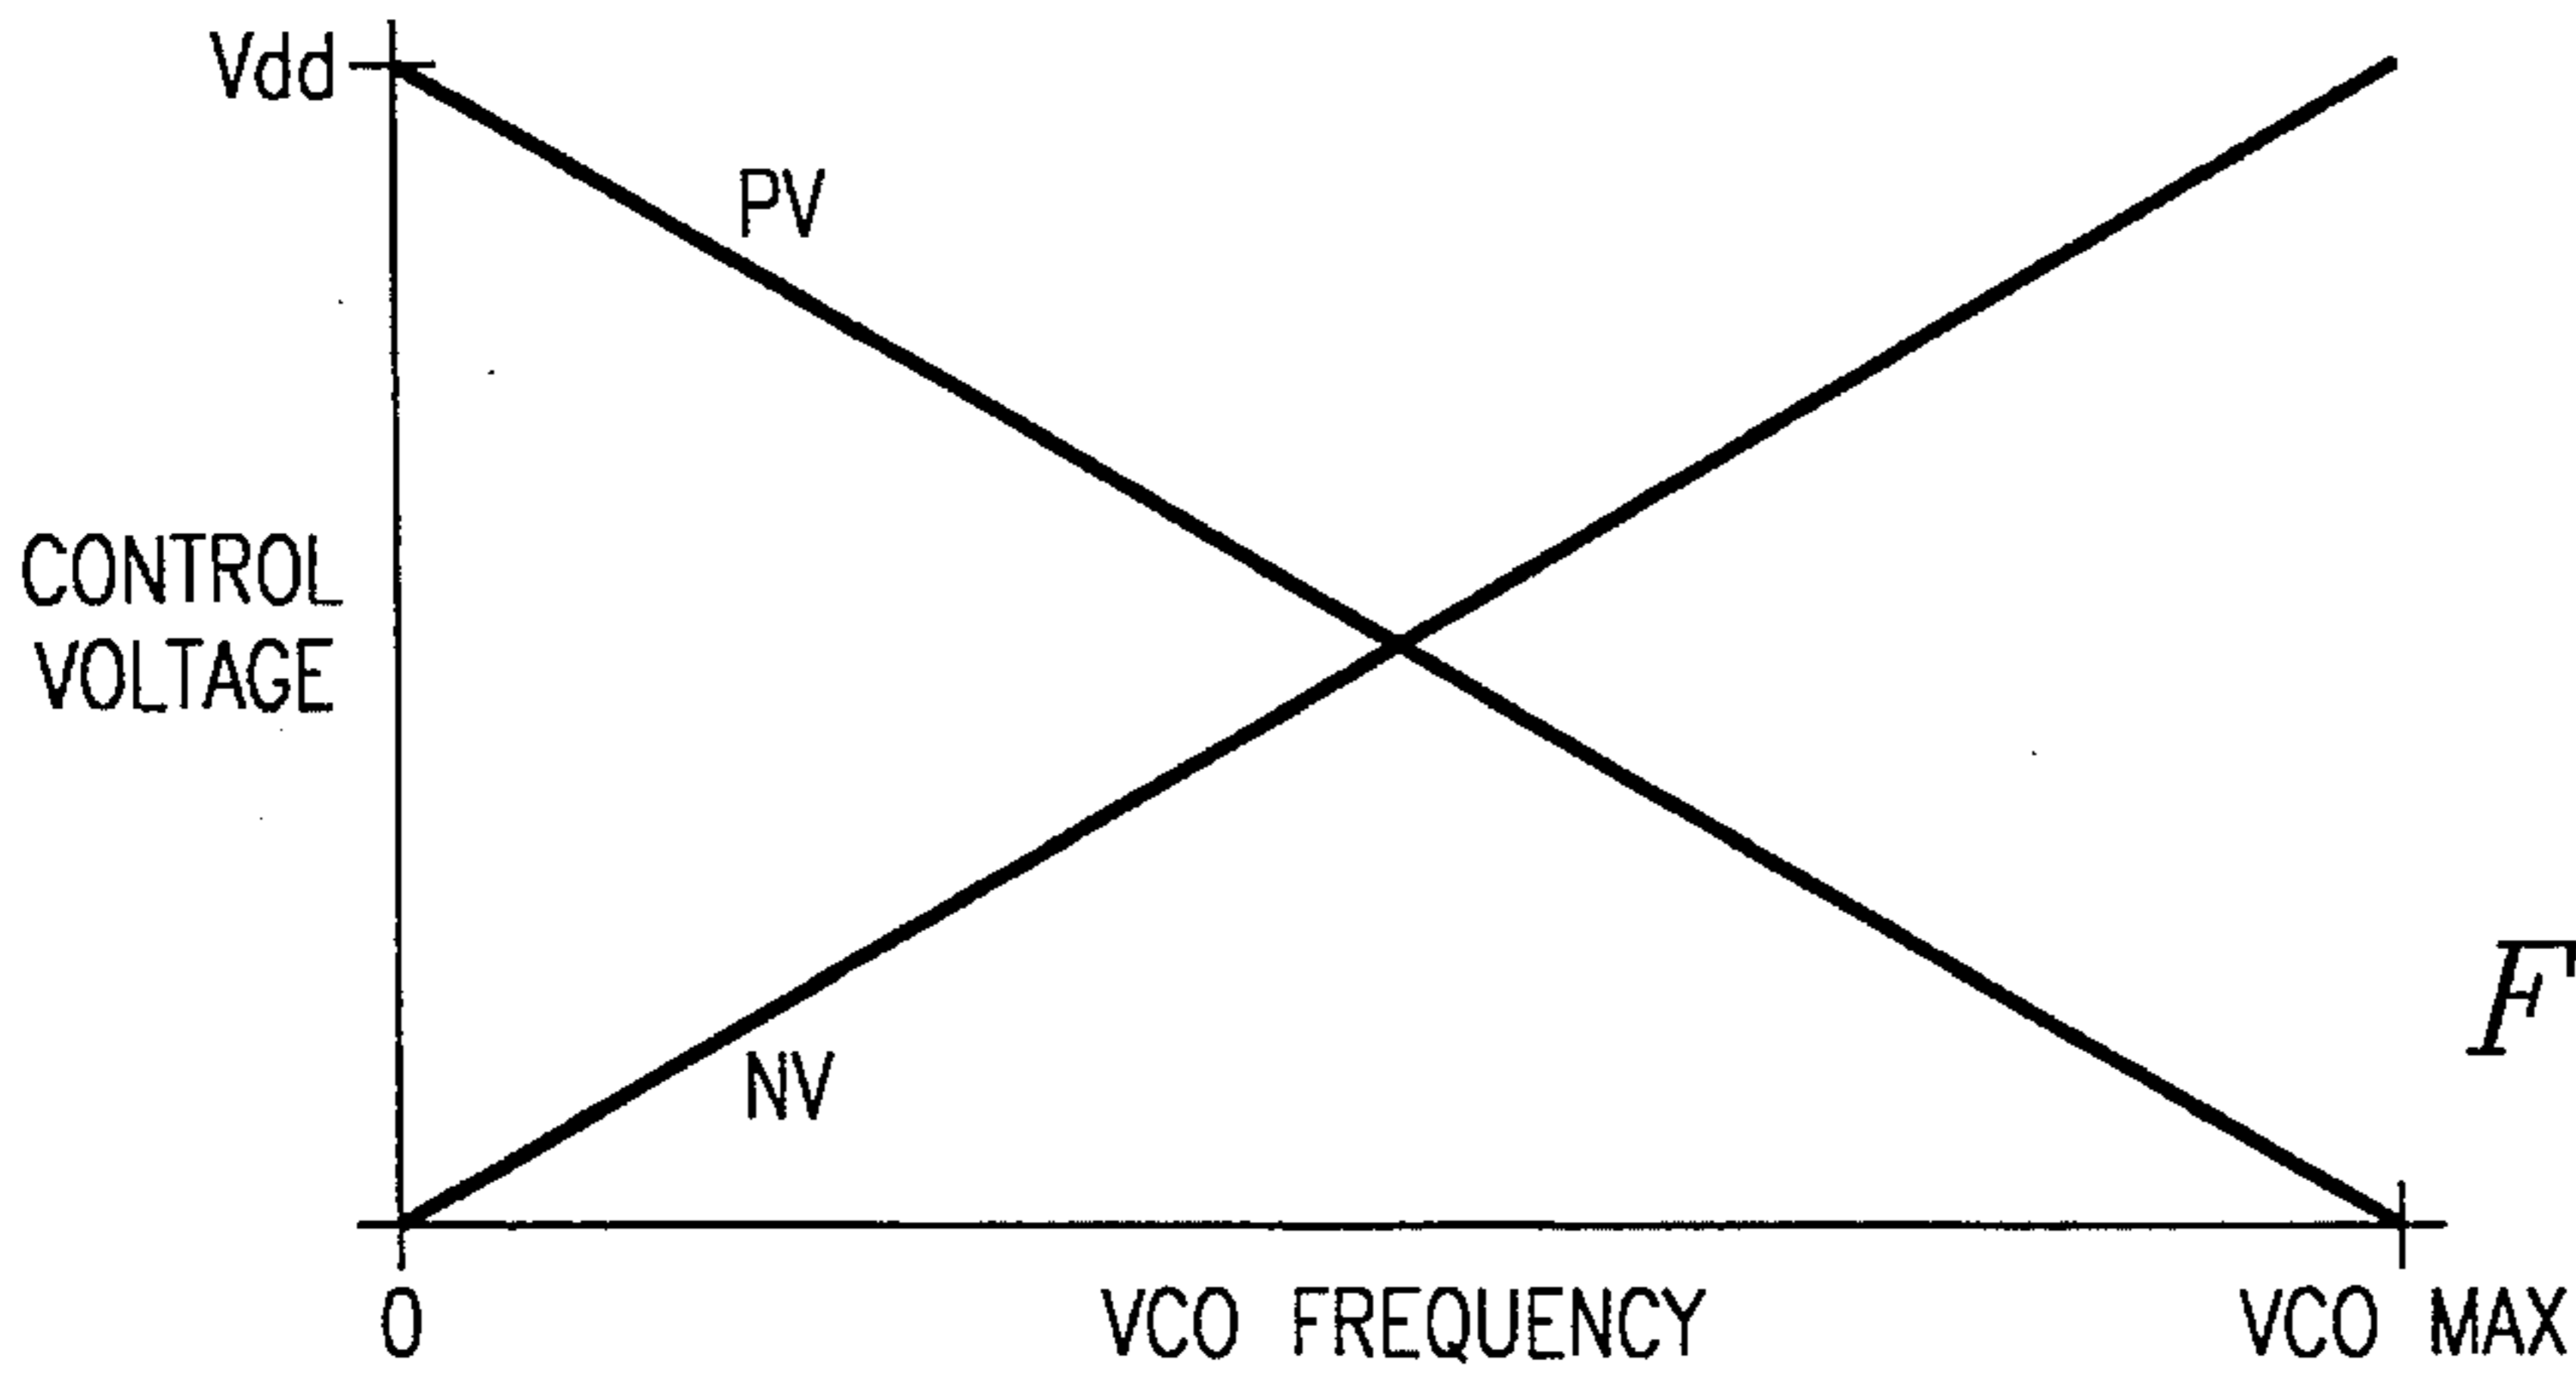 Vdd
PV
CONTROL
VOLTAGE
F
NV
0
VCO FREQUENCY
VCO MAX